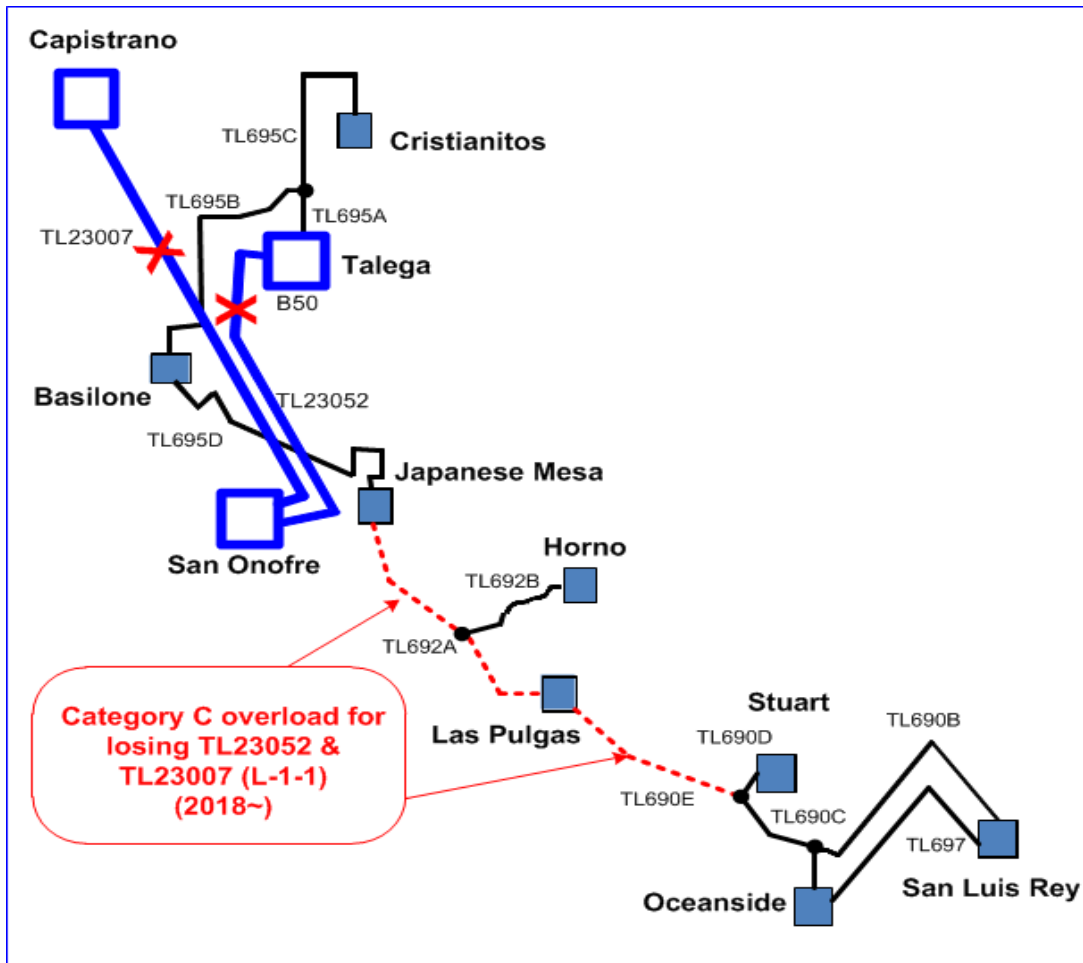 Capistrano
TL695C
Cristianitos
TL695B
TL695A
TL23007
Talega
B50
Basilone
TL23052
TL695D
Japanese Mesa
San Onofre
Horno
TL692B
TL692A
Category C overload for
losing TL23052 &
TL23007 (L-1-1)
(2018~)
Las Pulgas
Stuart
TL690B
TL690D
TL690E
TL690C
TL697
San Luis Rey
Oceanside